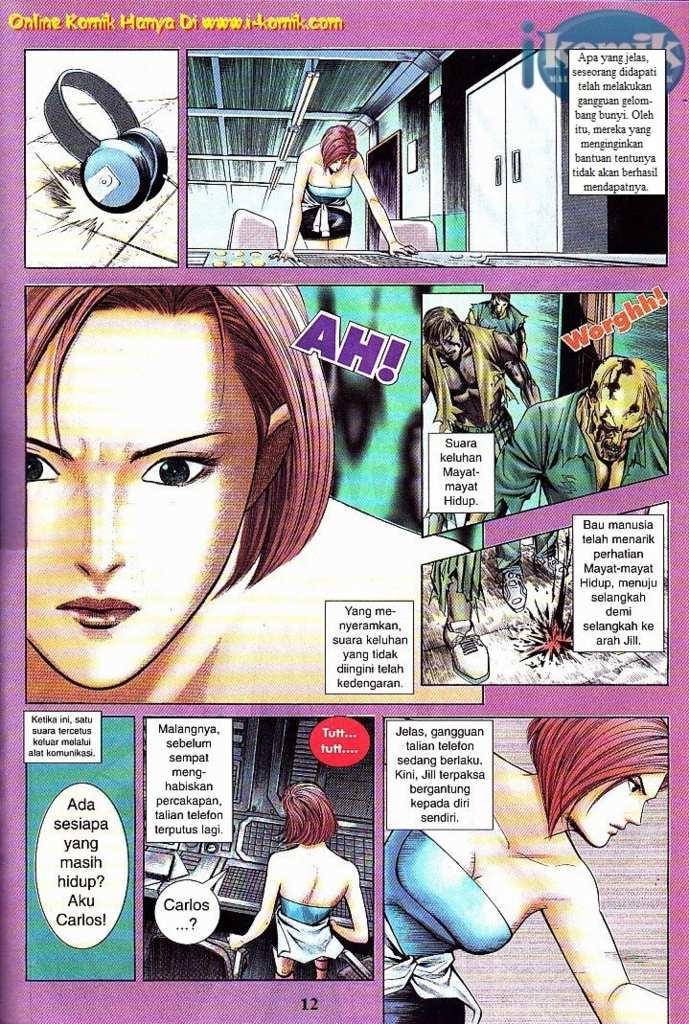 Online Komik Hanya Di www.i-komik.com
ikomik
Apa yang jelas,
seseorang didapati
telah melakukan
gangguan gelom-
bang bunyi. Oleh
itu, mereka yang
menginginkan
bantuan tentunya
tidak akan berhasil
mendapatnya.
AH!
Worghh!
Suara
keluhan
Mayat-
mayat
Hidup.
Bau manusia
telah menarik
perhatian
Mayat-mayat
Hidup, menuju
selangkah
demi
selangkah ke
arah Jill.
Yang me-
nyeramkan,
suara keluhan
yang tidak
diingini telah
kedengaran.
Ketika ini, satu
suara tercetus
keluar melalui
alat komunikasi.
Ada
sesiapa
yang
masih
hidup?
Aku
Carlos!
Malangnya,
sebelum
sempat
meng-
habiskan
percakapan,
talian telefon
terputus lagi.
Tutt...
tutt....
Carlos
...?
Jelas, gangguan
talian telefon
sedang berlaku.
Kini, Jill terpaksa
bergantung
kepada diri
sendiri.
12